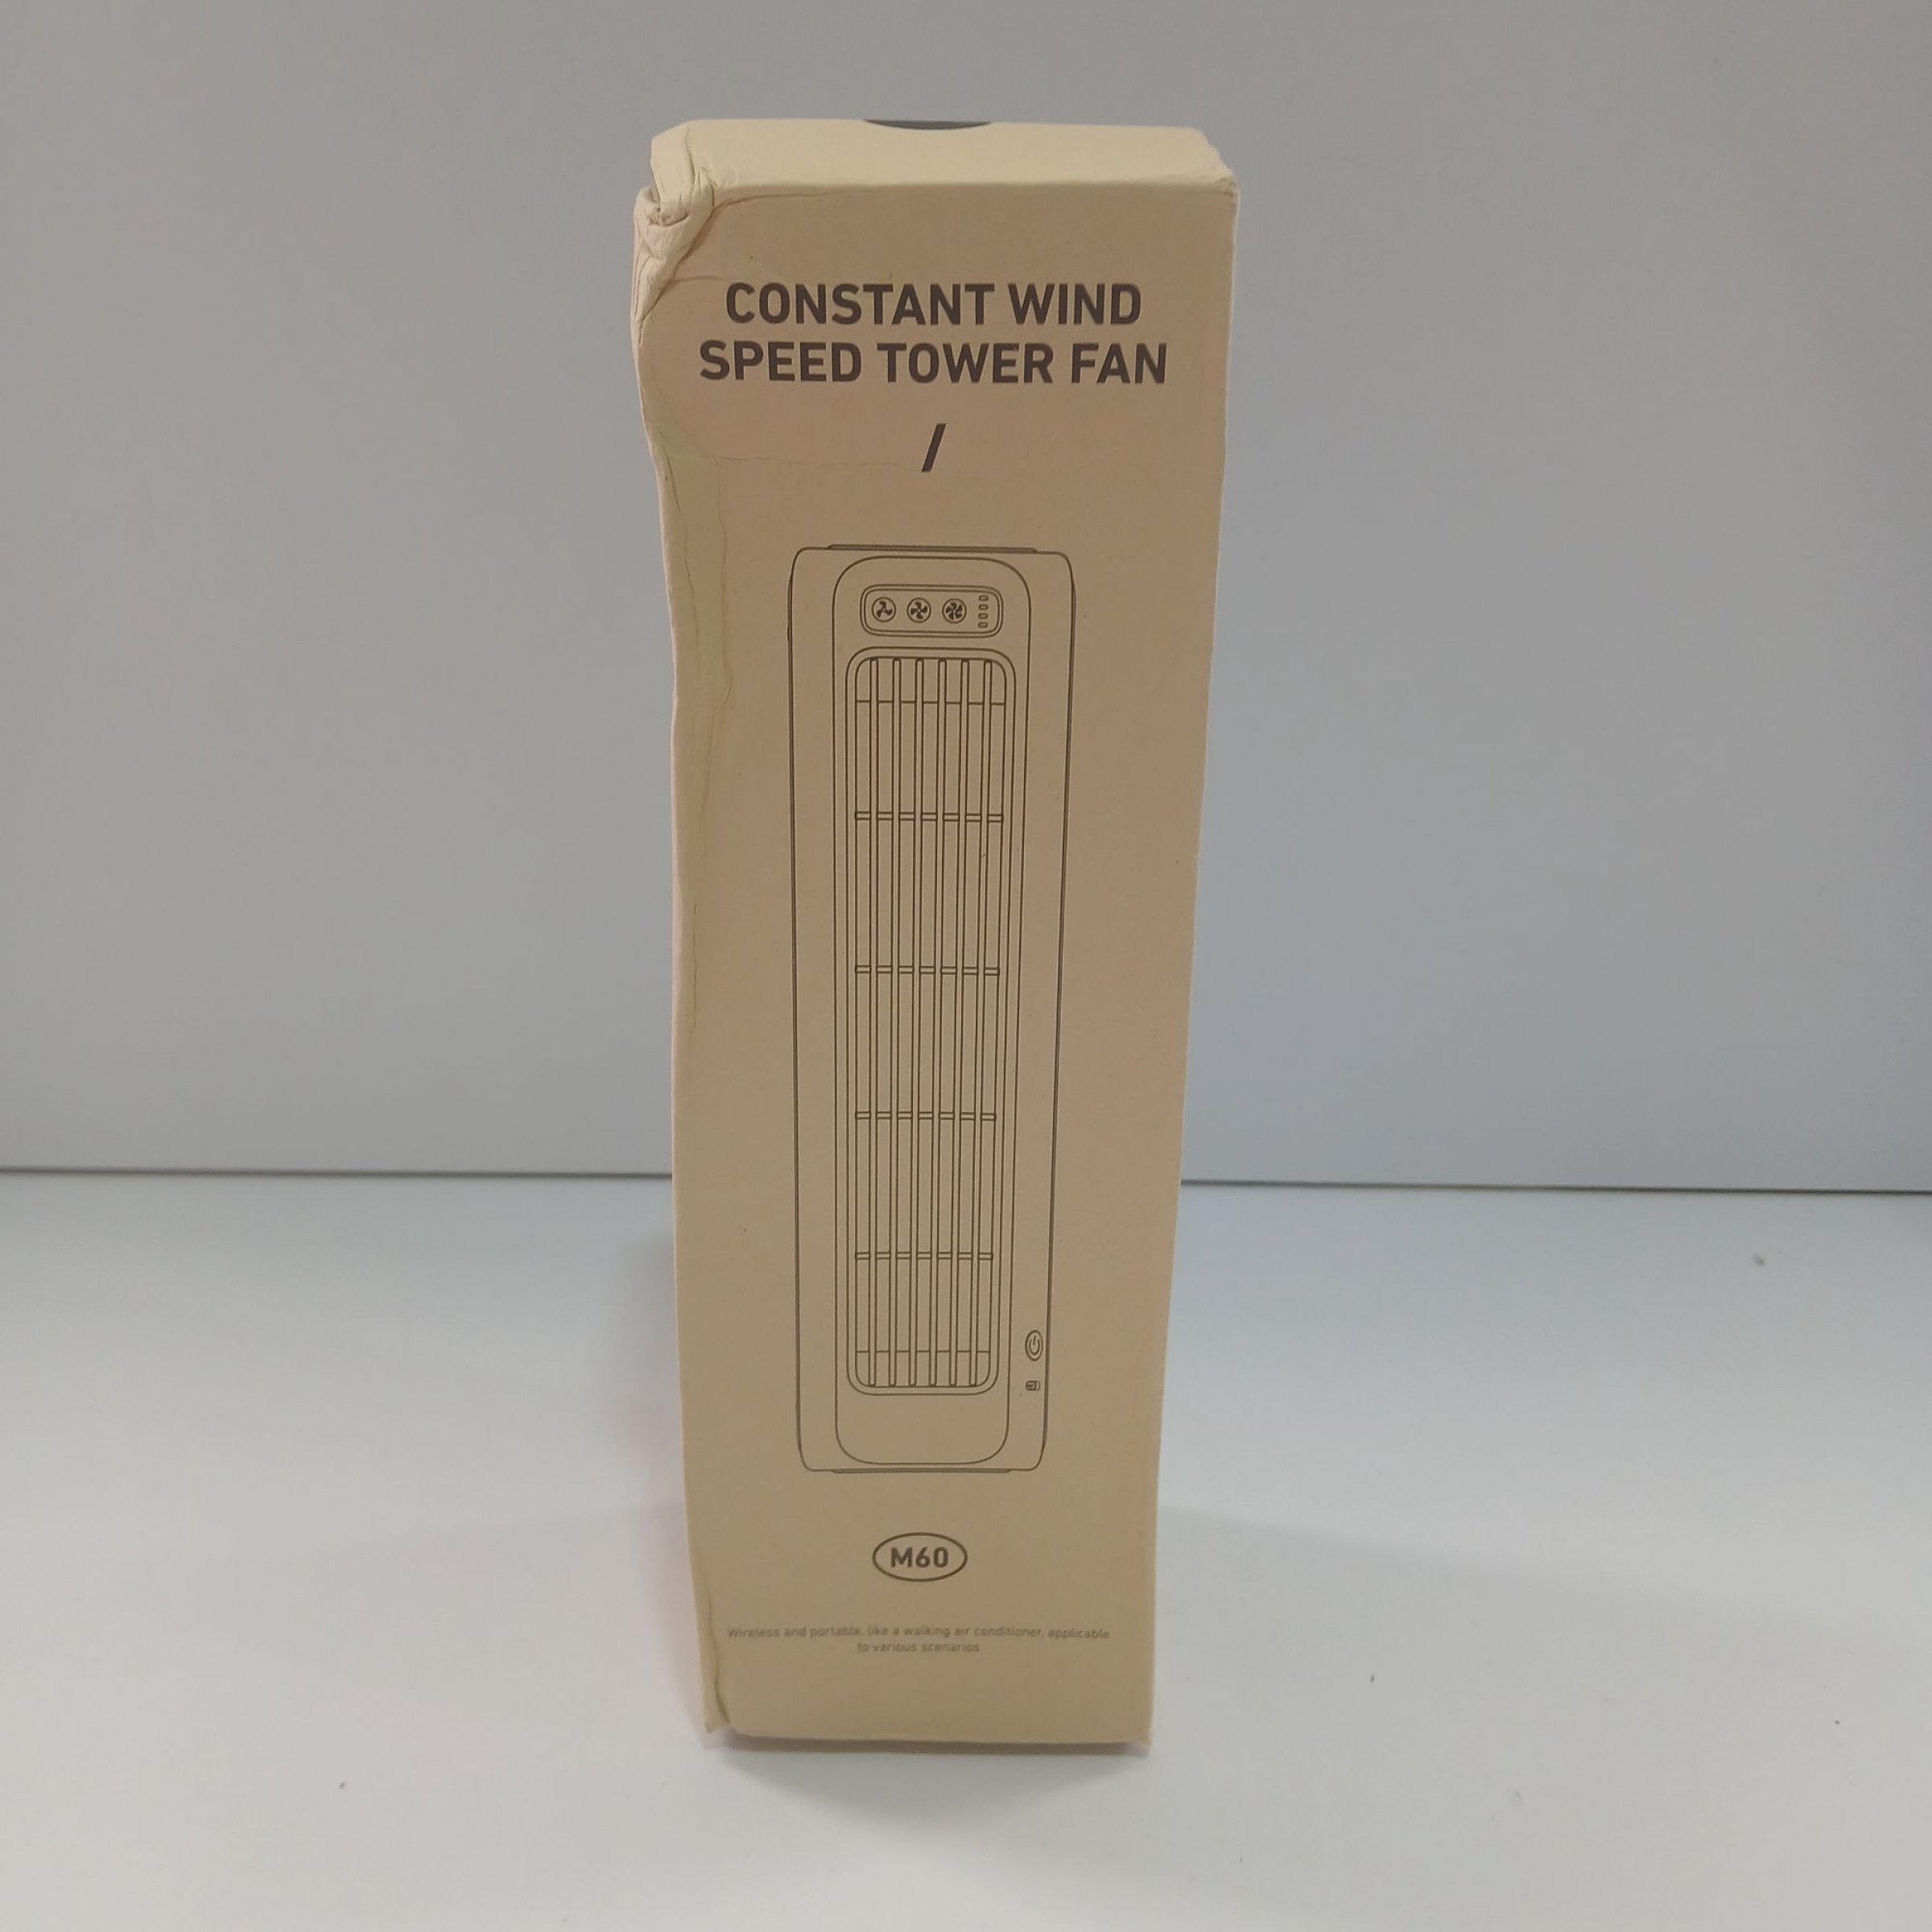 CONSTANT WIND
SPEED TOWER FAN
/
M60
Wireless and portable, like a walking air conditioner, applicable
to various scenarios